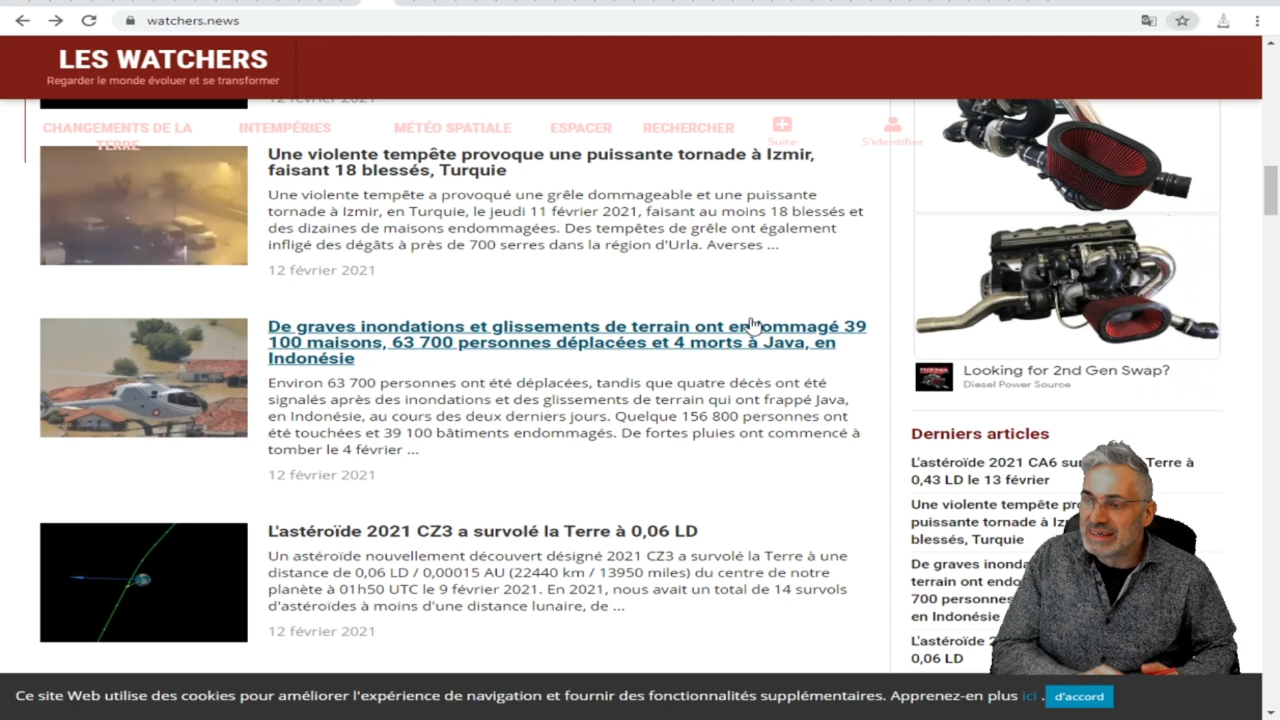 watchers.news
LES WATCHERS
Regarder le monde évoluer et se transformer
12 février 2021
CHANGEMENTS DE LA
TERRE
INTEMPÉRIES
MÉTÉO SPATIALE
ESPACER
RECHERCHER
Suite
S'identifier
Une violente tempête provoque une puissante tornade à Izmir,
faisant 18 blessés, Turquie
Une violente tempête a provoqué une grêle dommageable et une puissante
tornade à Izmir, en Turquie, le jeudi 11 février 2021, faisant au moins 18 blessés et
des dizaines de maisons endommagées. Des tempêtes de grêle ont également
infligé des dégâts à près de 700 serres dans la région d'Urla. Averses ...
12 février 2021
De graves inondations et glissements de terrain ont endommagé 39
100 maisons, 63 700 personnes déplacées et 4 morts à Java, en
Indonésie
Environ 63 700 personnes ont été déplacées, tandis que quatre décès ont été
signalés après des inondations et des glissements de terrain qui ont frappé Java,
en Indonésie, au cours des deux derniers jours. Quelque 156 800 personnes ont
été touchées et 39 100 bâtiments endommagés. De fortes pluies ont commencé à
tomber le 4 février ...
12 février 2021
L'astéroïde 2021 CZ3 a survolé la Terre à 0,06 LD
Un astéroïde nouvellement découvert désigné 2021 CZ3 a survolé la Terre à une
distance de 0,06 LD / 0,00015 AU (22440 km / 13950 miles) du centre de notre
planète à 01h50 UTC le 9 février 2021. En 2021, nous avait un total de 14 survols
d'astéroïdes à moins d'une distance lunaire, de ...
12 février 2021
Looking for 2nd Gen Swap?
Diesel Power Source
Derniers articles
L'astéroïde 2021 CA6 Terre à
0,43 LD le 13 février
Une violente tempête
puissante tornade à
blessés, Turquie
De graves
terrain ont
700 personnes
en Indonésie
L'astéroïde
0,06 LD
Ce site Web utilise des cookies pour améliorer l'expérience de navigation et fournir des fonctionnalités supplémentaires. Apprenez-en plus ici . d'accord